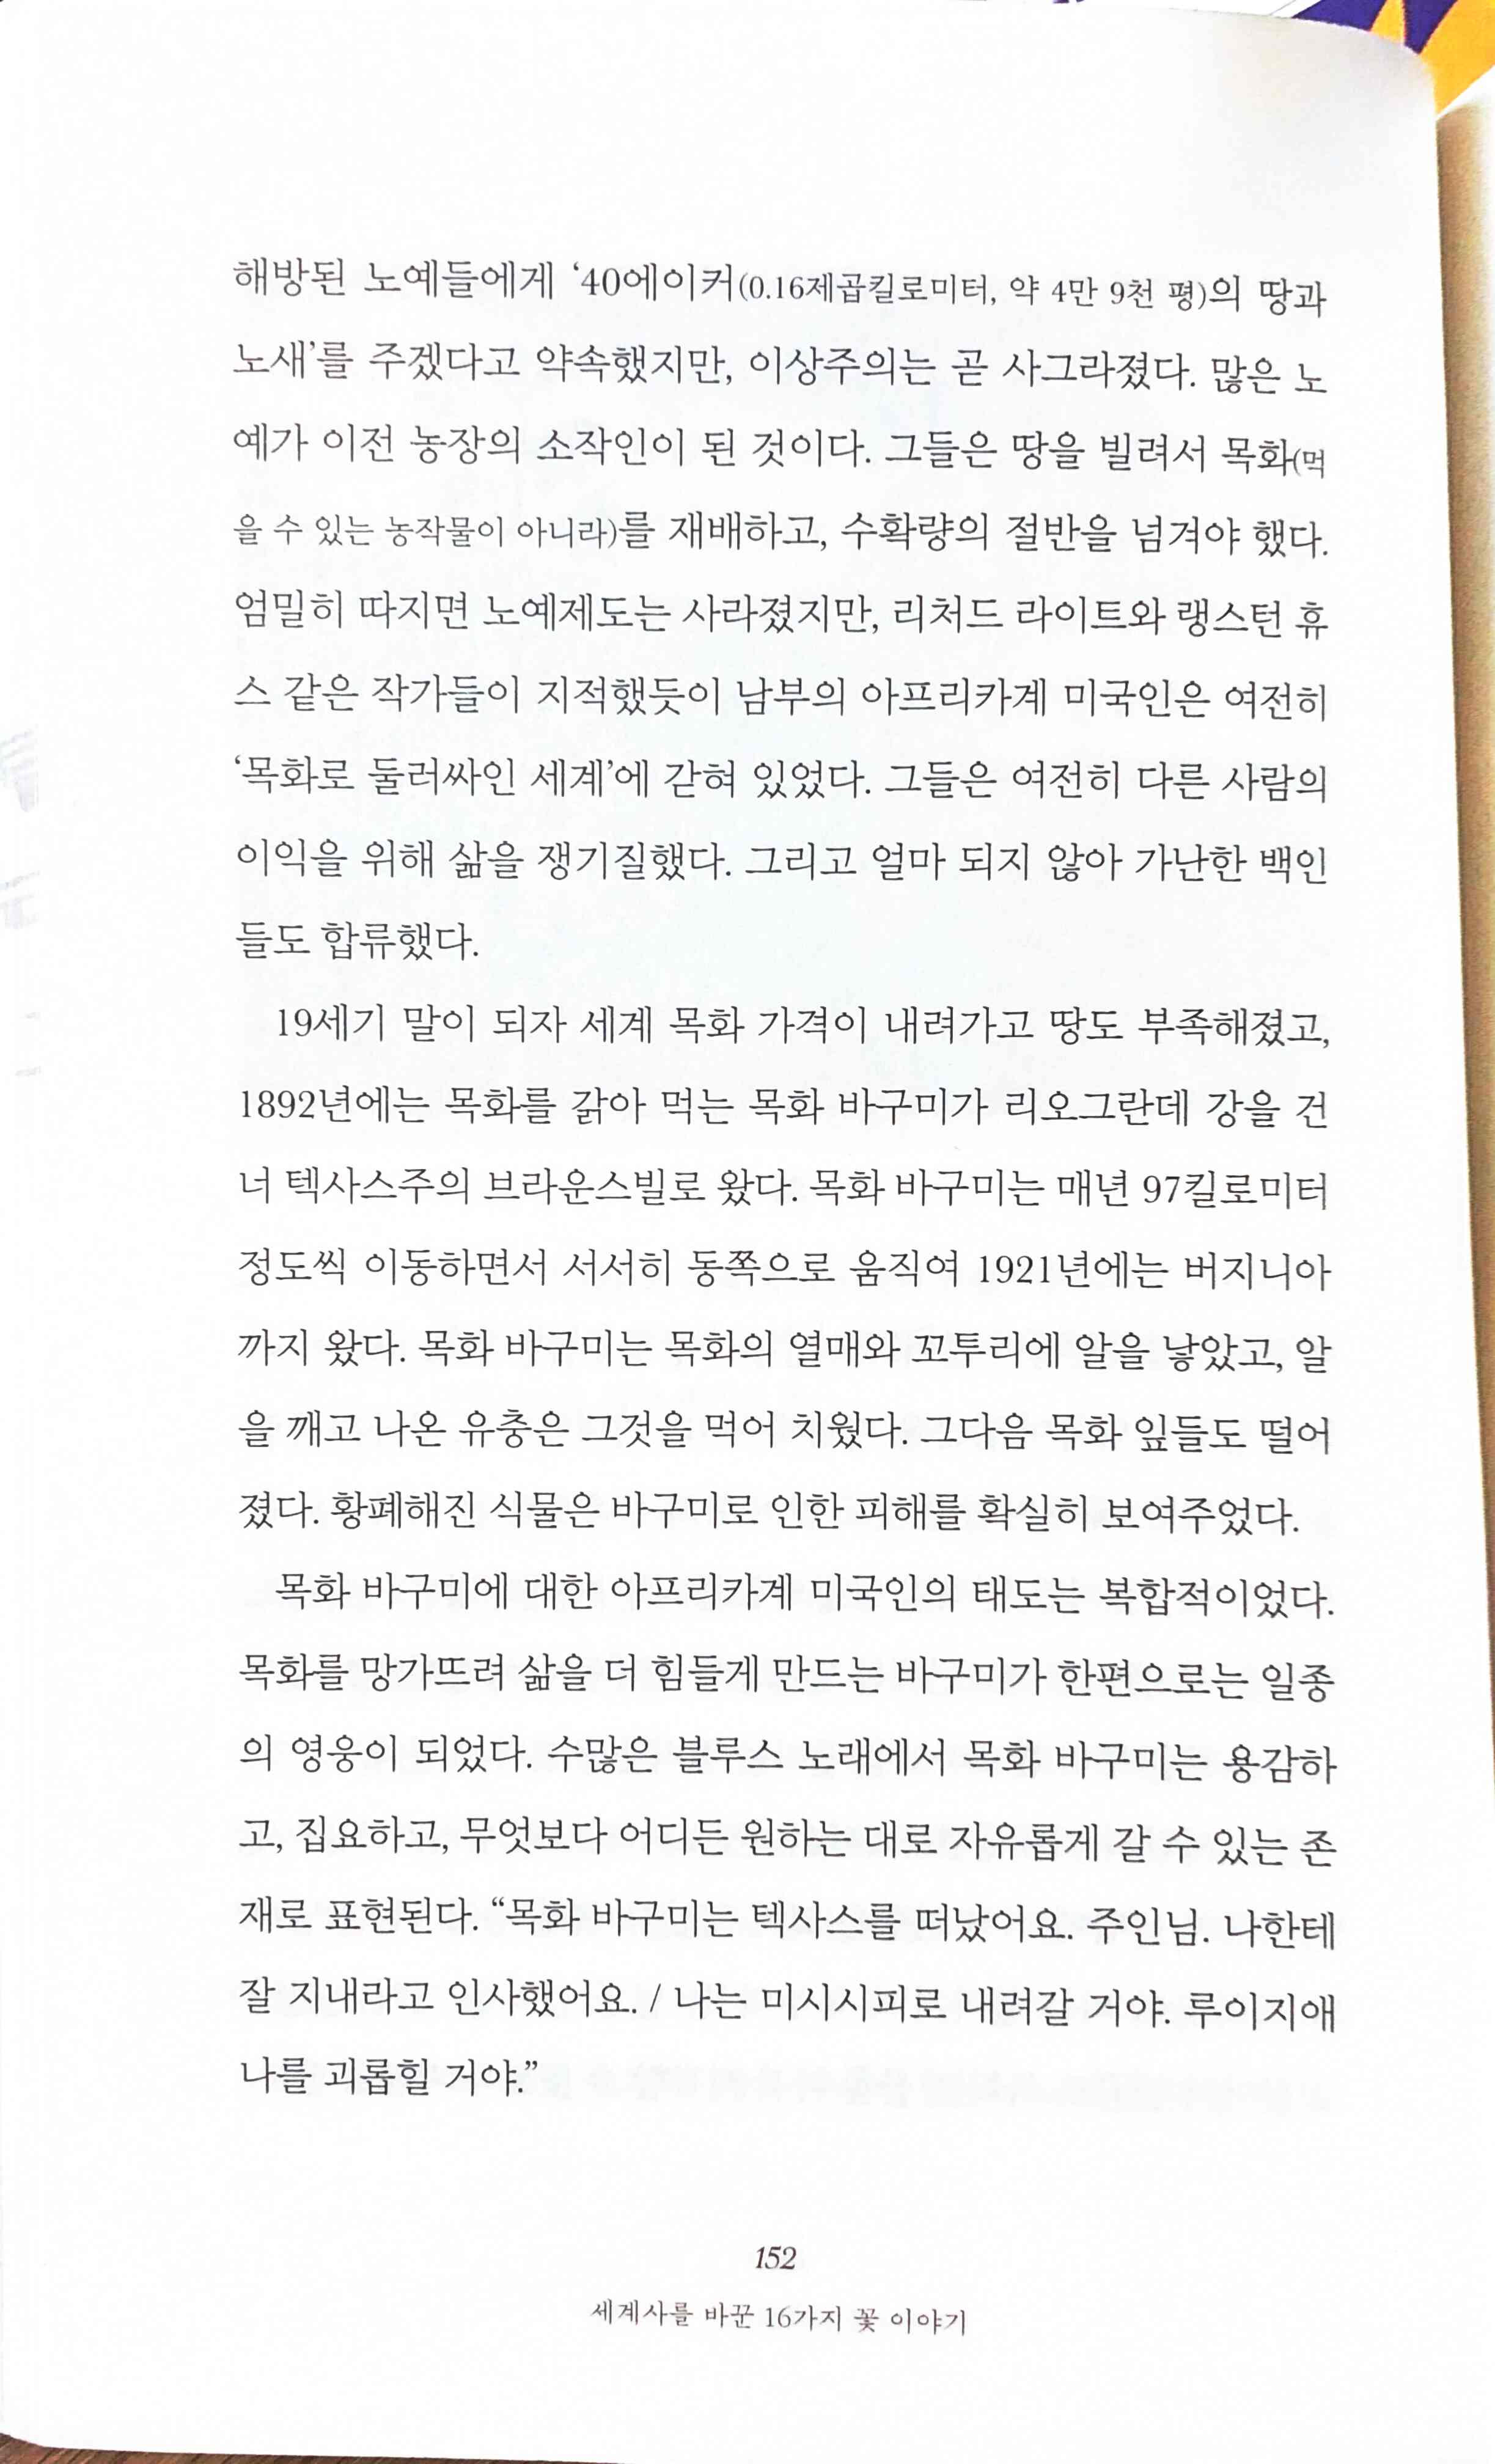 해방된 노예들에게 ‘40에이커(0.16제곱킬로미터, 약 4만 9천 평)의 땅과
노새’를 주겠다고 약속했지만, 이상주의는 곧 사그라졌다. 많은 노
예가 이전 농장의 소작인이 된 것이다. 그들은 땅을 빌려서 목화(먹
을 수 있는 농작물이 아니라)를 재배하고, 수확량의 절반을 넘겨야 했다.
엄밀히 따지면 노예제도는 사라졌지만, 리처드 라이트와 랭스턴 휴
스 같은 작가들이 지적했듯이 남부의 아프리카계 미국인은 여전히
‘목화로 둘러싸인 세계’에 갇혀 있었다. 그들은 여전히 다른 사람의
이익을 위해 삶을 쟁기질했다. 그리고 얼마 되지 않아 가난한 백인
들도 합류했다.
19세기 말이 되자 세계 목화 가격이 내려가고 땅도 부족해졌고,
1892년에는 목화를 갉아 먹는 목화 바구미가 리오그란데 강을 건
너 텍사스주의 브라운스빌로 왔다. 목화 바구미는 매년 97킬로미터
정도씩 이동하면서 서서히 동쪽으로 움직여 1921년에는 버지니아
까지 왔다. 목화 바구미는 목화의 열매와 꼬투리에 알을 낳았고, 알
을 깨고 나온 유충은 그것을 먹어 치웠다. 그다음 목화 잎들도 떨어
졌다. 황폐해진 식물은 바구미로 인한 피해를 확실히 보여주었다.
목화 바구미에 대한 아프리카계 미국인의 태도는 복합적이었다.
목화를 망가뜨려 삶을 더 힘들게 만드는 바구미가 한편으로는 일종
의 영웅이 되었다. 수많은 블루스 노래에서 목화 바구미는 용감하
고, 집요하고, 무엇보다 어디든 원하는 대로 자유롭게 갈 수 있는 존
재로 표현된다. “목화 바구미는 텍사스를 떠났어요. 주인님. 나한테
잘 지내라고 인사했어요. / 나는 미시시피로 내려갈 거야. 루이지애
나를 괴롭힐 거야.”
152
세계사를 바꾼 16가지 꽃 이야기